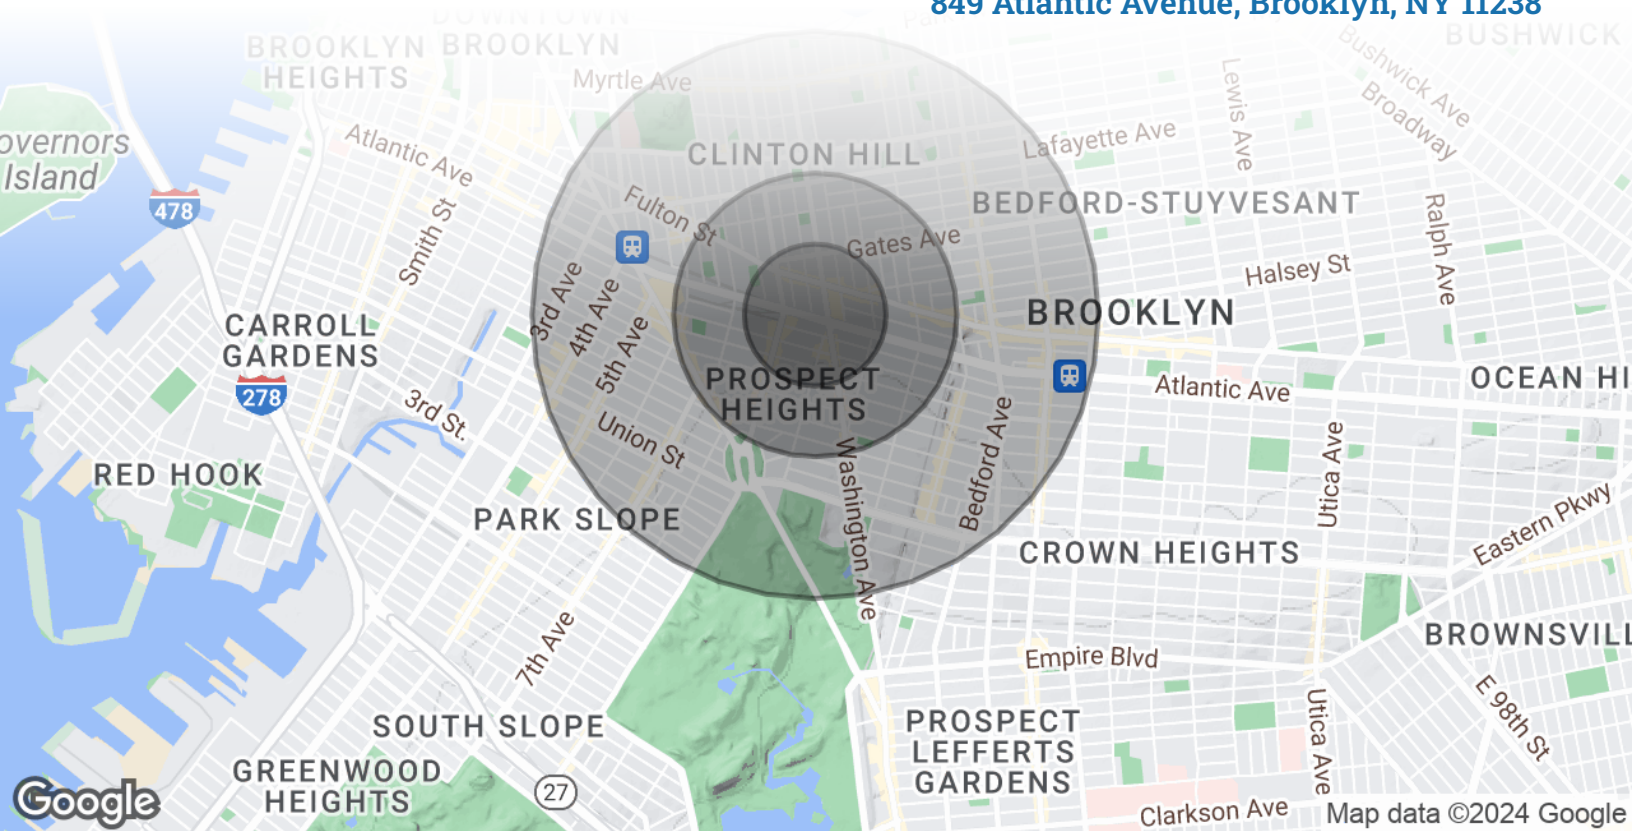 849 Atlantic Avenue, Brooklyn, NY 11238
DOWNTOWN
BROOKLYN
BROOKLYN
HEIGHTS
BUSHWICK
Myrtle Ave
Bushwick Ave
Broadway
Lewis Ave
Lafayette Ave
Atlantic Ave
CLINTON HILL
overnors
Island
478
Smith St
Fulton St
BEDFORD-STUYVESANT
Ralph Ave
Gates Ave
Halsey St
3rd Ave
4th Ave
5th Ave
BROOKLYN
CARROLL
GARDENS
278
PROSPECT
HEIGHTS
Atlantic Ave
OCEAN HI
3rd St.
Union St
Bedford Ave
Washington Ave
Utica Ave
RED HOOK
PARK SLOPE
CROWN HEIGHTS
Eastern Pkwy
7th Ave
BROWNSVILL
Empire Blvd
E 98th St
SOUTH SLOPE
PROSPECT
LEFFERTS
GARDENS
Utica Ave
GREENWOOD
HEIGHTS
27
Google
Clarkson Ave
Map data ©2024 Google